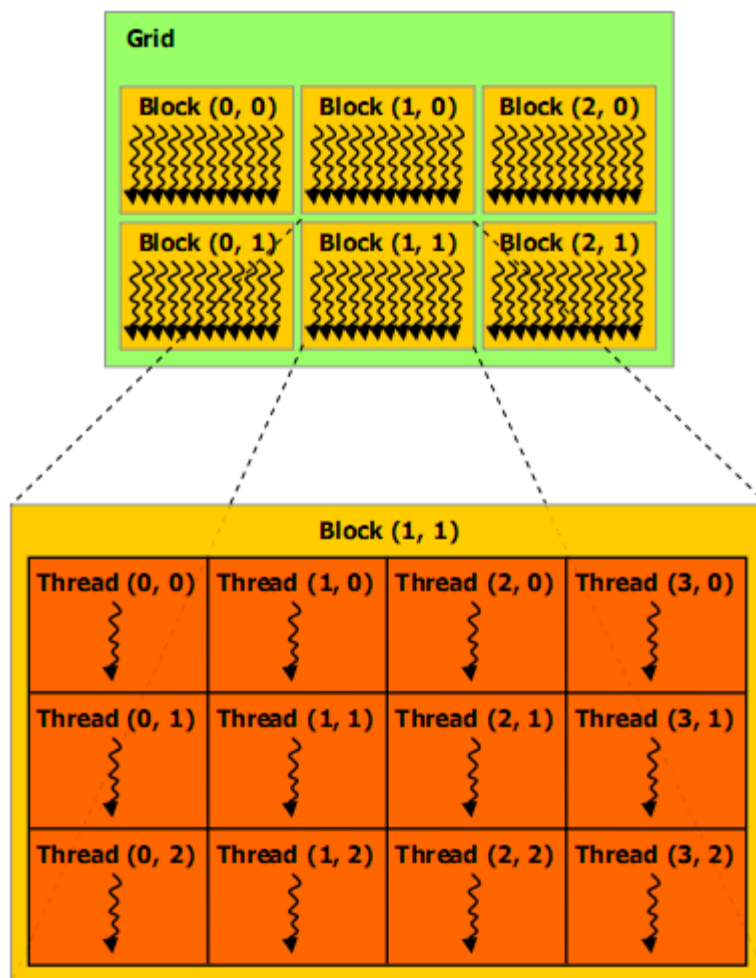 Grid
Block (0, 0) Block (1, 0) Block (2, 0)
Block (0, 1) Block (1, 1) Block (2, 1)
Block (1, 1)
Thread (0, 0) Thread (1, 0) Thread (2, 0) Thread (3, 0)
Thread (0, 1) Thread (1, 1) Thread (2, 1) Thread (3, 1)
Thread (0, 2) Thread (1, 2) Thread (2, 2) Thread (3, 2)